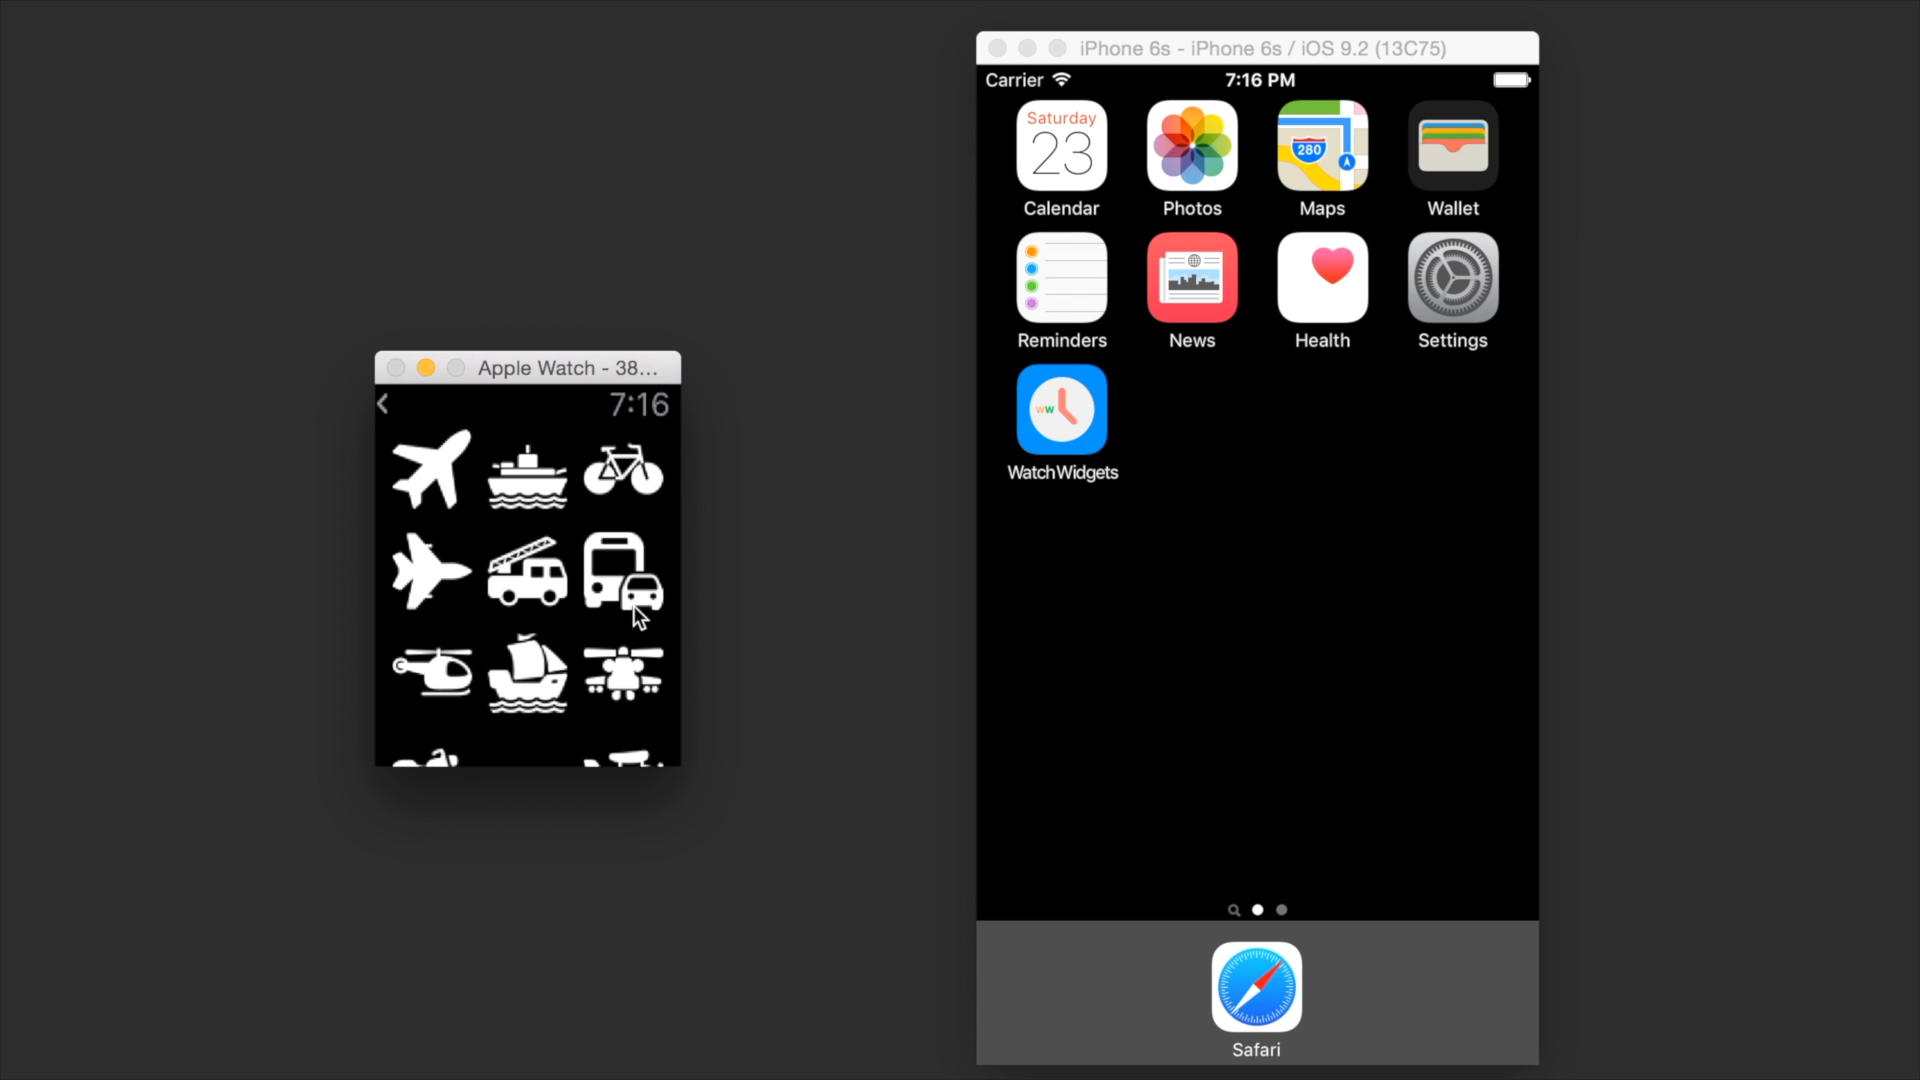 Apple Watch - 38...
7:16
iPhone 6s - iPhone 6s / iOS 9.2 (13C75)
Carrier 7:16 PM
Saturday
23
280
Calendar Photos Maps Wallet
Reminders News Health Settings
WW
WatchWidgets
Safari